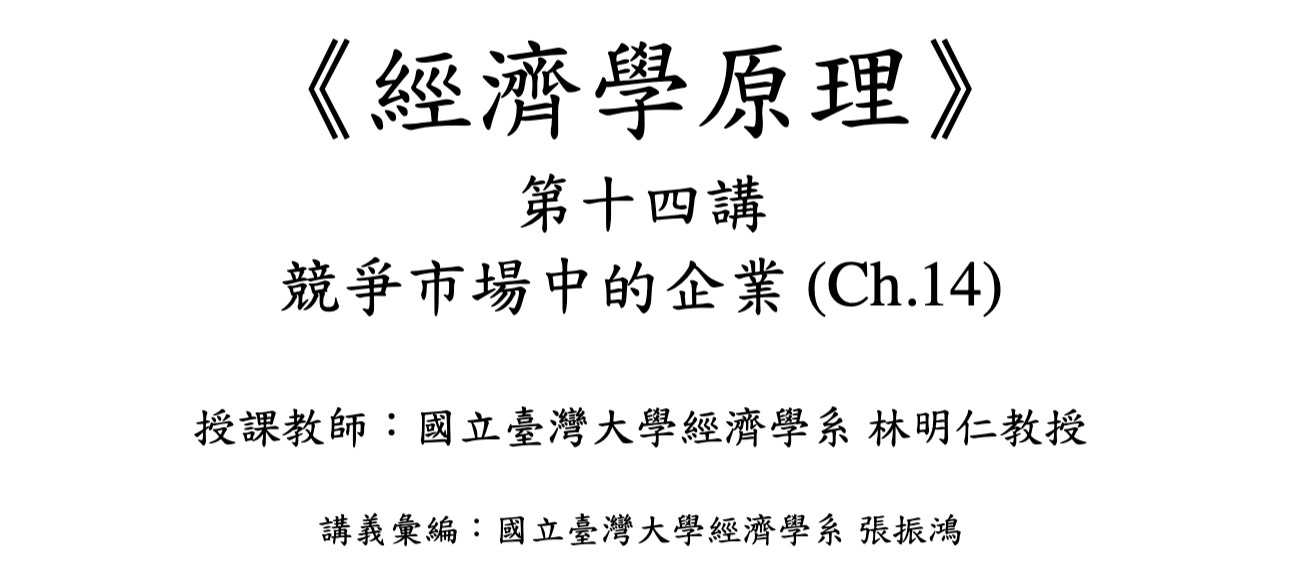 《經濟學原理》
第十四講
競爭市場中的企業 (Ch.14)
授課教師：國立臺灣大學經濟學系 林明仁教授
講義彙編：國立臺灣大學經濟學系 張振鴻